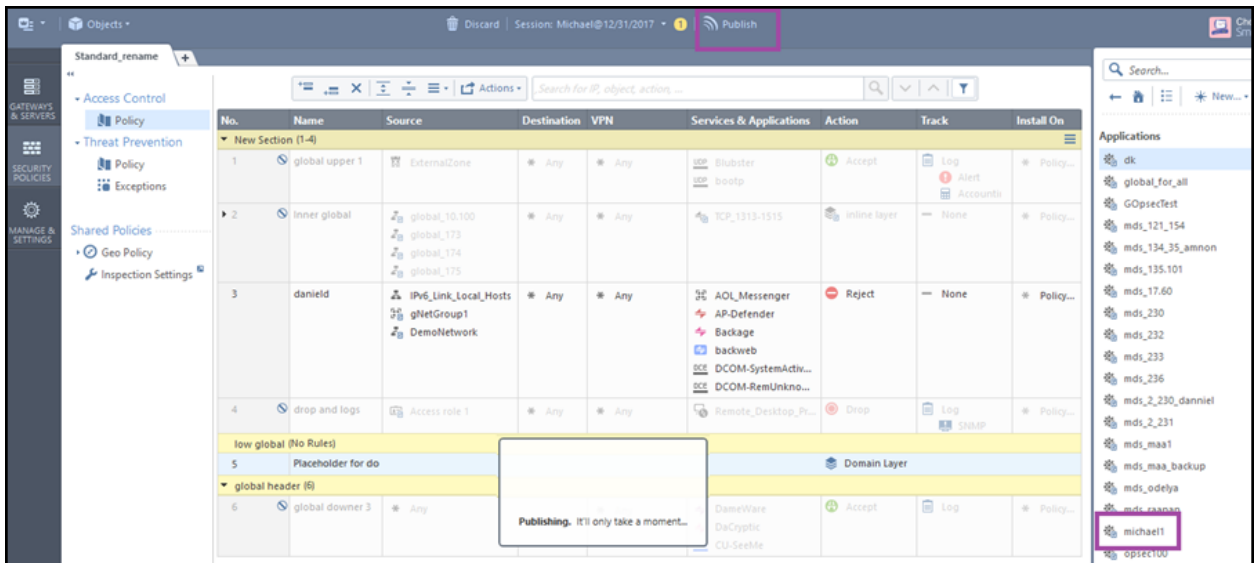 Objects
Discard | Session: Michael@12/31/2017 1 Publish
Standard_rename +
GATEWAYS & SERVERS
SECURITY POLICIES
MANAGE & SETTINGS
Access Control
Policy
Threat Prevention
Policy
Exceptions
Shared Policies
Geo Policy
Inspection Settings
Actions Search for IP, object, action, ...
No. Name Source Destination VPN Services & Applications Action Track Install On
New Section (1-4)
1 global upper 1 ExternalZone Any Any UDP Blubster Accept Log Policy...
UDP bootp Alert
2 Inner global global_10:100 Any Any TCP_1313-1515 inline layer None Policy...
global_173
global_174
global_175
3 danield IPv6_Link_Local_Hosts Any Any AOL_Messenger Reject None Policy...
gNetGroup1 AP-Defender
DemoNetwork Backage
backweb
DCE DCOM-SystemActiv...
DCE DCOM-RemUnkno...
4 drop and logs Access role 1 Any Any Remote_Desktop_Pr... Drop Log Policy...
SNMP
low global (No Rules)
5 Placeholder for do Domain Layer
global header (6)
6 global downer 3 Any DameWare Accept Log Policy...
DaCryptic
CU-SeeMe
Publishing. It'll only take a moment...
Search...
New...
Applications
dk
global_for_all
GOpsecTest
mds_121_154
mds_134_35_amnon
mds_135.101
mds_17.60
mds_230
mds_232
mds_233
mds_236
mds_2_230_danniel
mds_2_231
mds_maa1
mds_maa_backup
mds_odelya
mds_raanan
michael1
opsec100